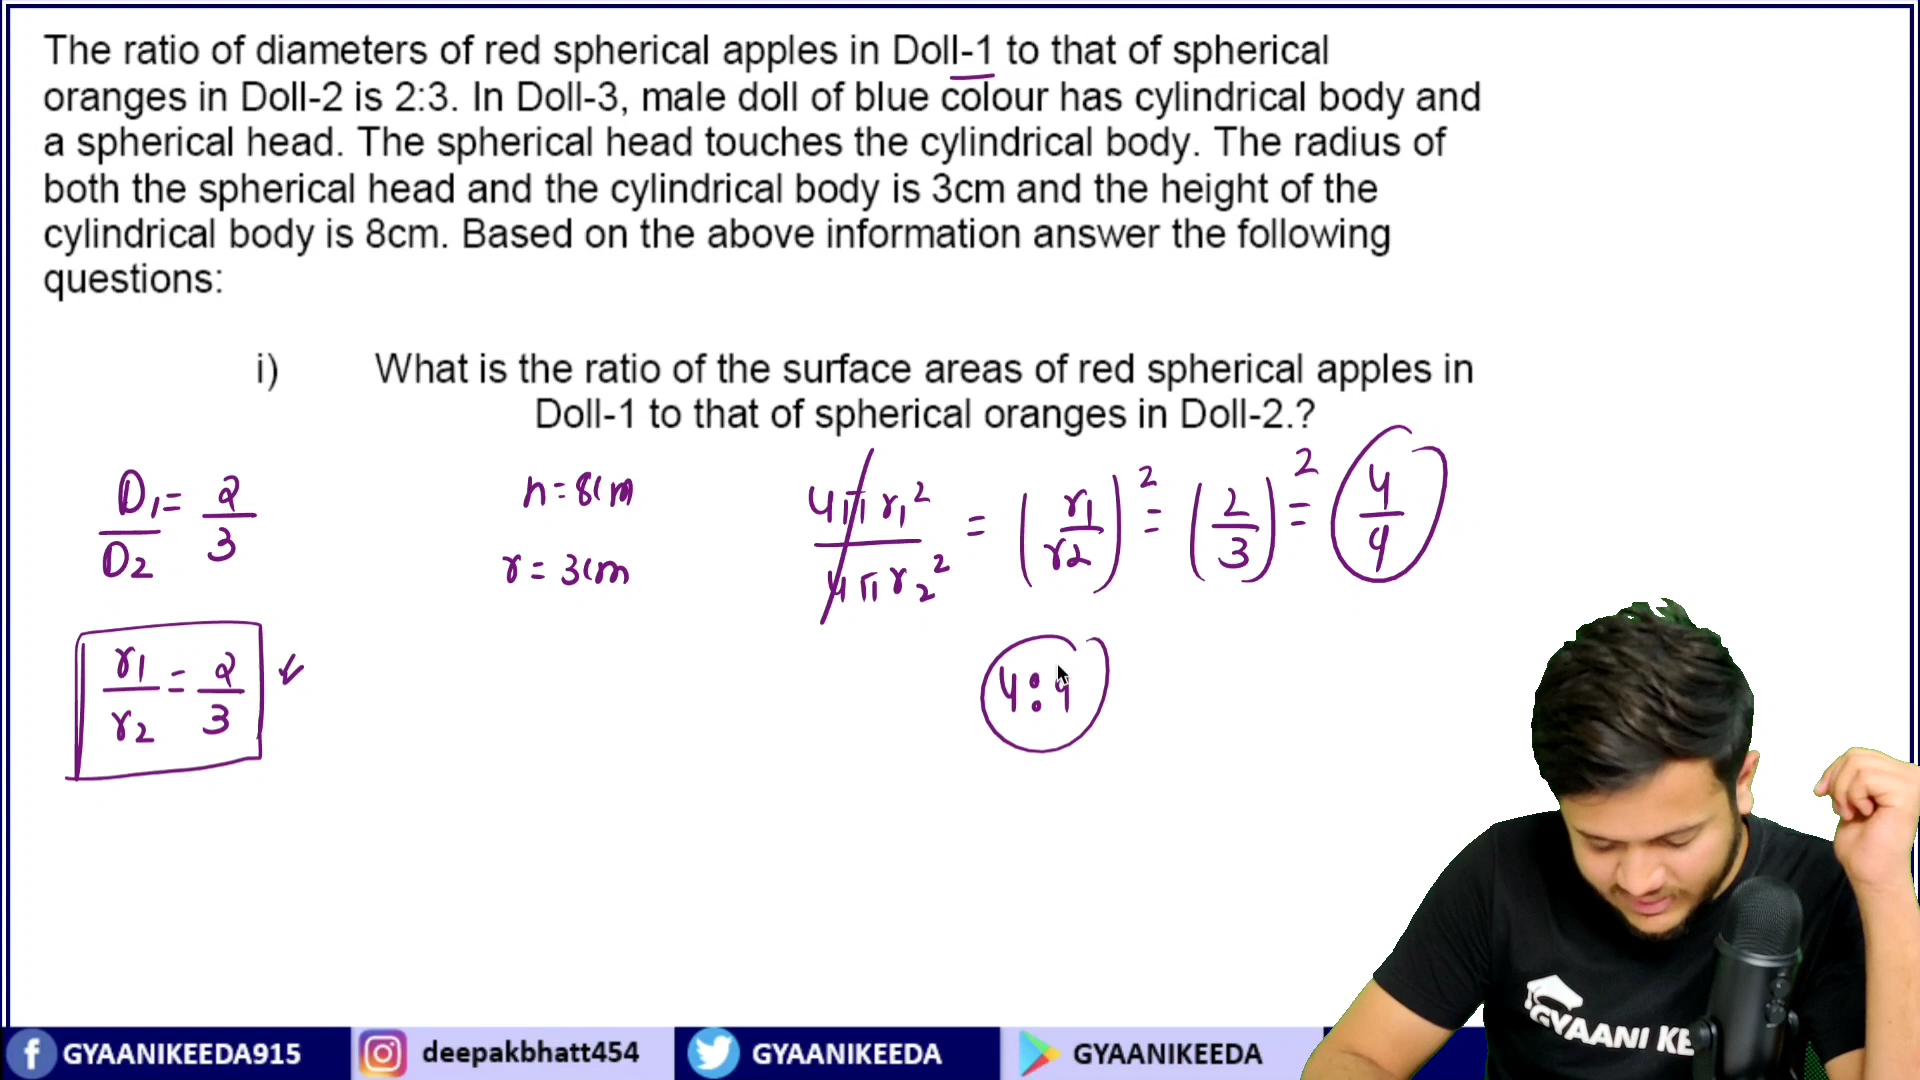 The ratio of diameters of red spherical apples in Doll-1 to that of spherical
oranges in Doll-2 is 2:3. In Doll-3, male doll of blue colour has cylindrical body and
a spherical head. The spherical head touches the cylindrical body. The radius of
both the spherical head and the cylindrical body is 3cm and the height of the
cylindrical body is 8cm. Based on the above information answer the following
questions:
i) What is the ratio of the surface areas of red spherical apples in
Doll-1 to that of spherical oranges in Doll-2.?
D₁/D₂ = 2/3
h = 8cm
r = 3cm
4πr₁²/4πr₂² = (r₁/r₂)² = (2/3)² = 4/9
r₁/r₂ = 2/3
4:9
GYAANI KE
GYAANIKEEDA915 deepakbhatt454 GYAANIKEEDA GYAANIKEEDA